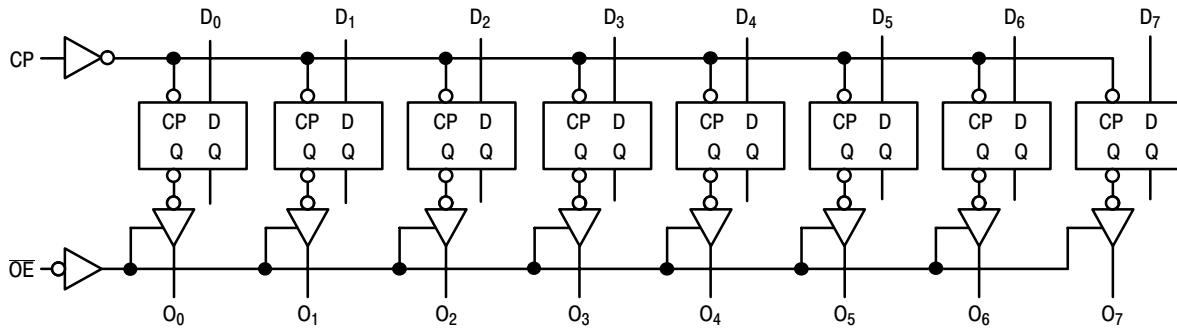 D₀ D₁ D₂ D₃ D₄ D₅ D₆ D₇
CP
CP D CP D CP D CP D CP D CP D CP D CP D
Q Q Q Q Q Q Q Q Q Q Q Q Q Q Q Q
O̅E̅
O₀ O₁ O₂ O₃ O₄ O₅ O₆ O₇